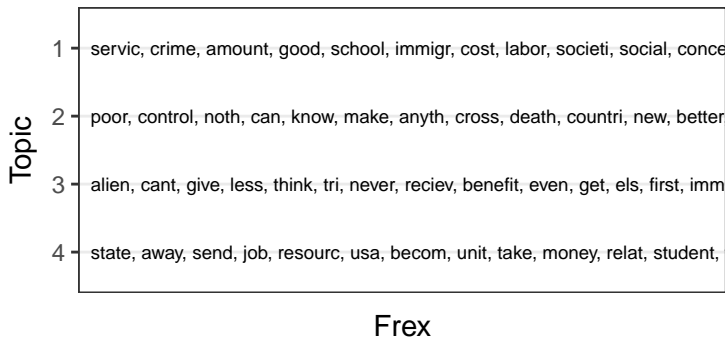 1 servic, crime, amount, good, school, immigr, cost, labor, societi, social, conce
2 poor, control, noth, can, know, make, anyth, cross, death, countri, new, better
3 alien, cant, give, less, think, tri, never, reciev, benefit, even, get, els, first, imm
4 state, away, send, job, resourc, usa, becom, unit, take, money, relat, student,
Topic
Frex